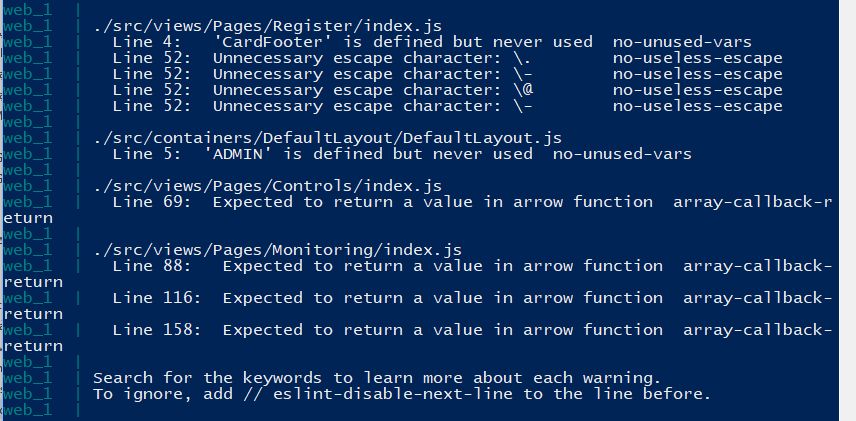 web_1  |
web_1  | ./src/views/Pages/Register/index.js
web_1  |   Line 4:   'CardFooter' is defined but never used  no-unused-vars
web_1  |   Line 52:  Unnecessary escape character: \.        no-useless-escape
web_1  |   Line 52:  Unnecessary escape character: \-        no-useless-escape
web_1  |   Line 52:  Unnecessary escape character: \@        no-useless-escape
web_1  |   Line 52:  Unnecessary escape character: \-        no-useless-escape
web_1  |
web_1  | ./src/containers/DefaultLayout/DefaultLayout.js
web_1  |   Line 5:  'ADMIN' is defined but never used  no-unused-vars
web_1  |
web_1  | ./src/views/Pages/Controls/index.js
web_1  |   Line 69:  Expected to return a value in arrow function  array-callback-r
eturn
web_1  |
web_1  | ./src/views/Pages/Monitoring/index.js
web_1  |   Line 88:   Expected to return a value in arrow function  array-callback-
return
web_1  |   Line 116:  Expected to return a value in arrow function  array-callback-
return
web_1  |   Line 158:  Expected to return a value in arrow function  array-callback-
return
web_1  |
web_1  | Search for the keywords to learn more about each warning.
web_1  | To ignore, add // eslint-disable-next-line to the line before.
web_1  |